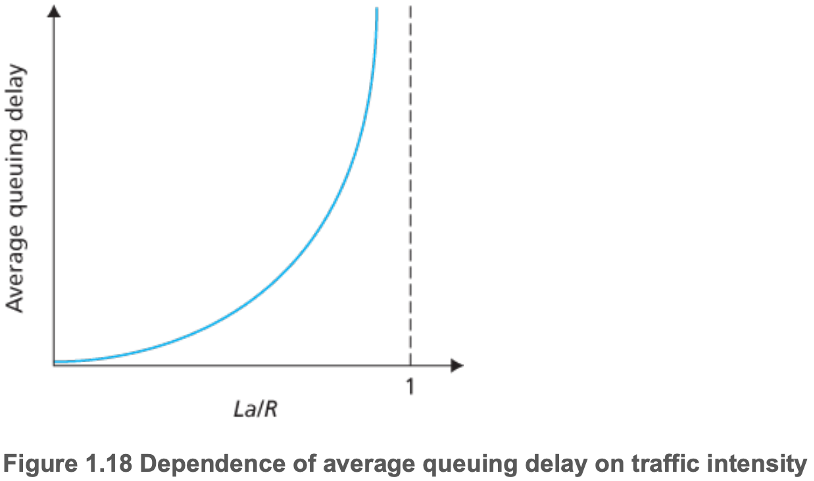 Average queuing delay
1
La/R
Figure 1.18 Dependence of average queuing delay on traffic intensity